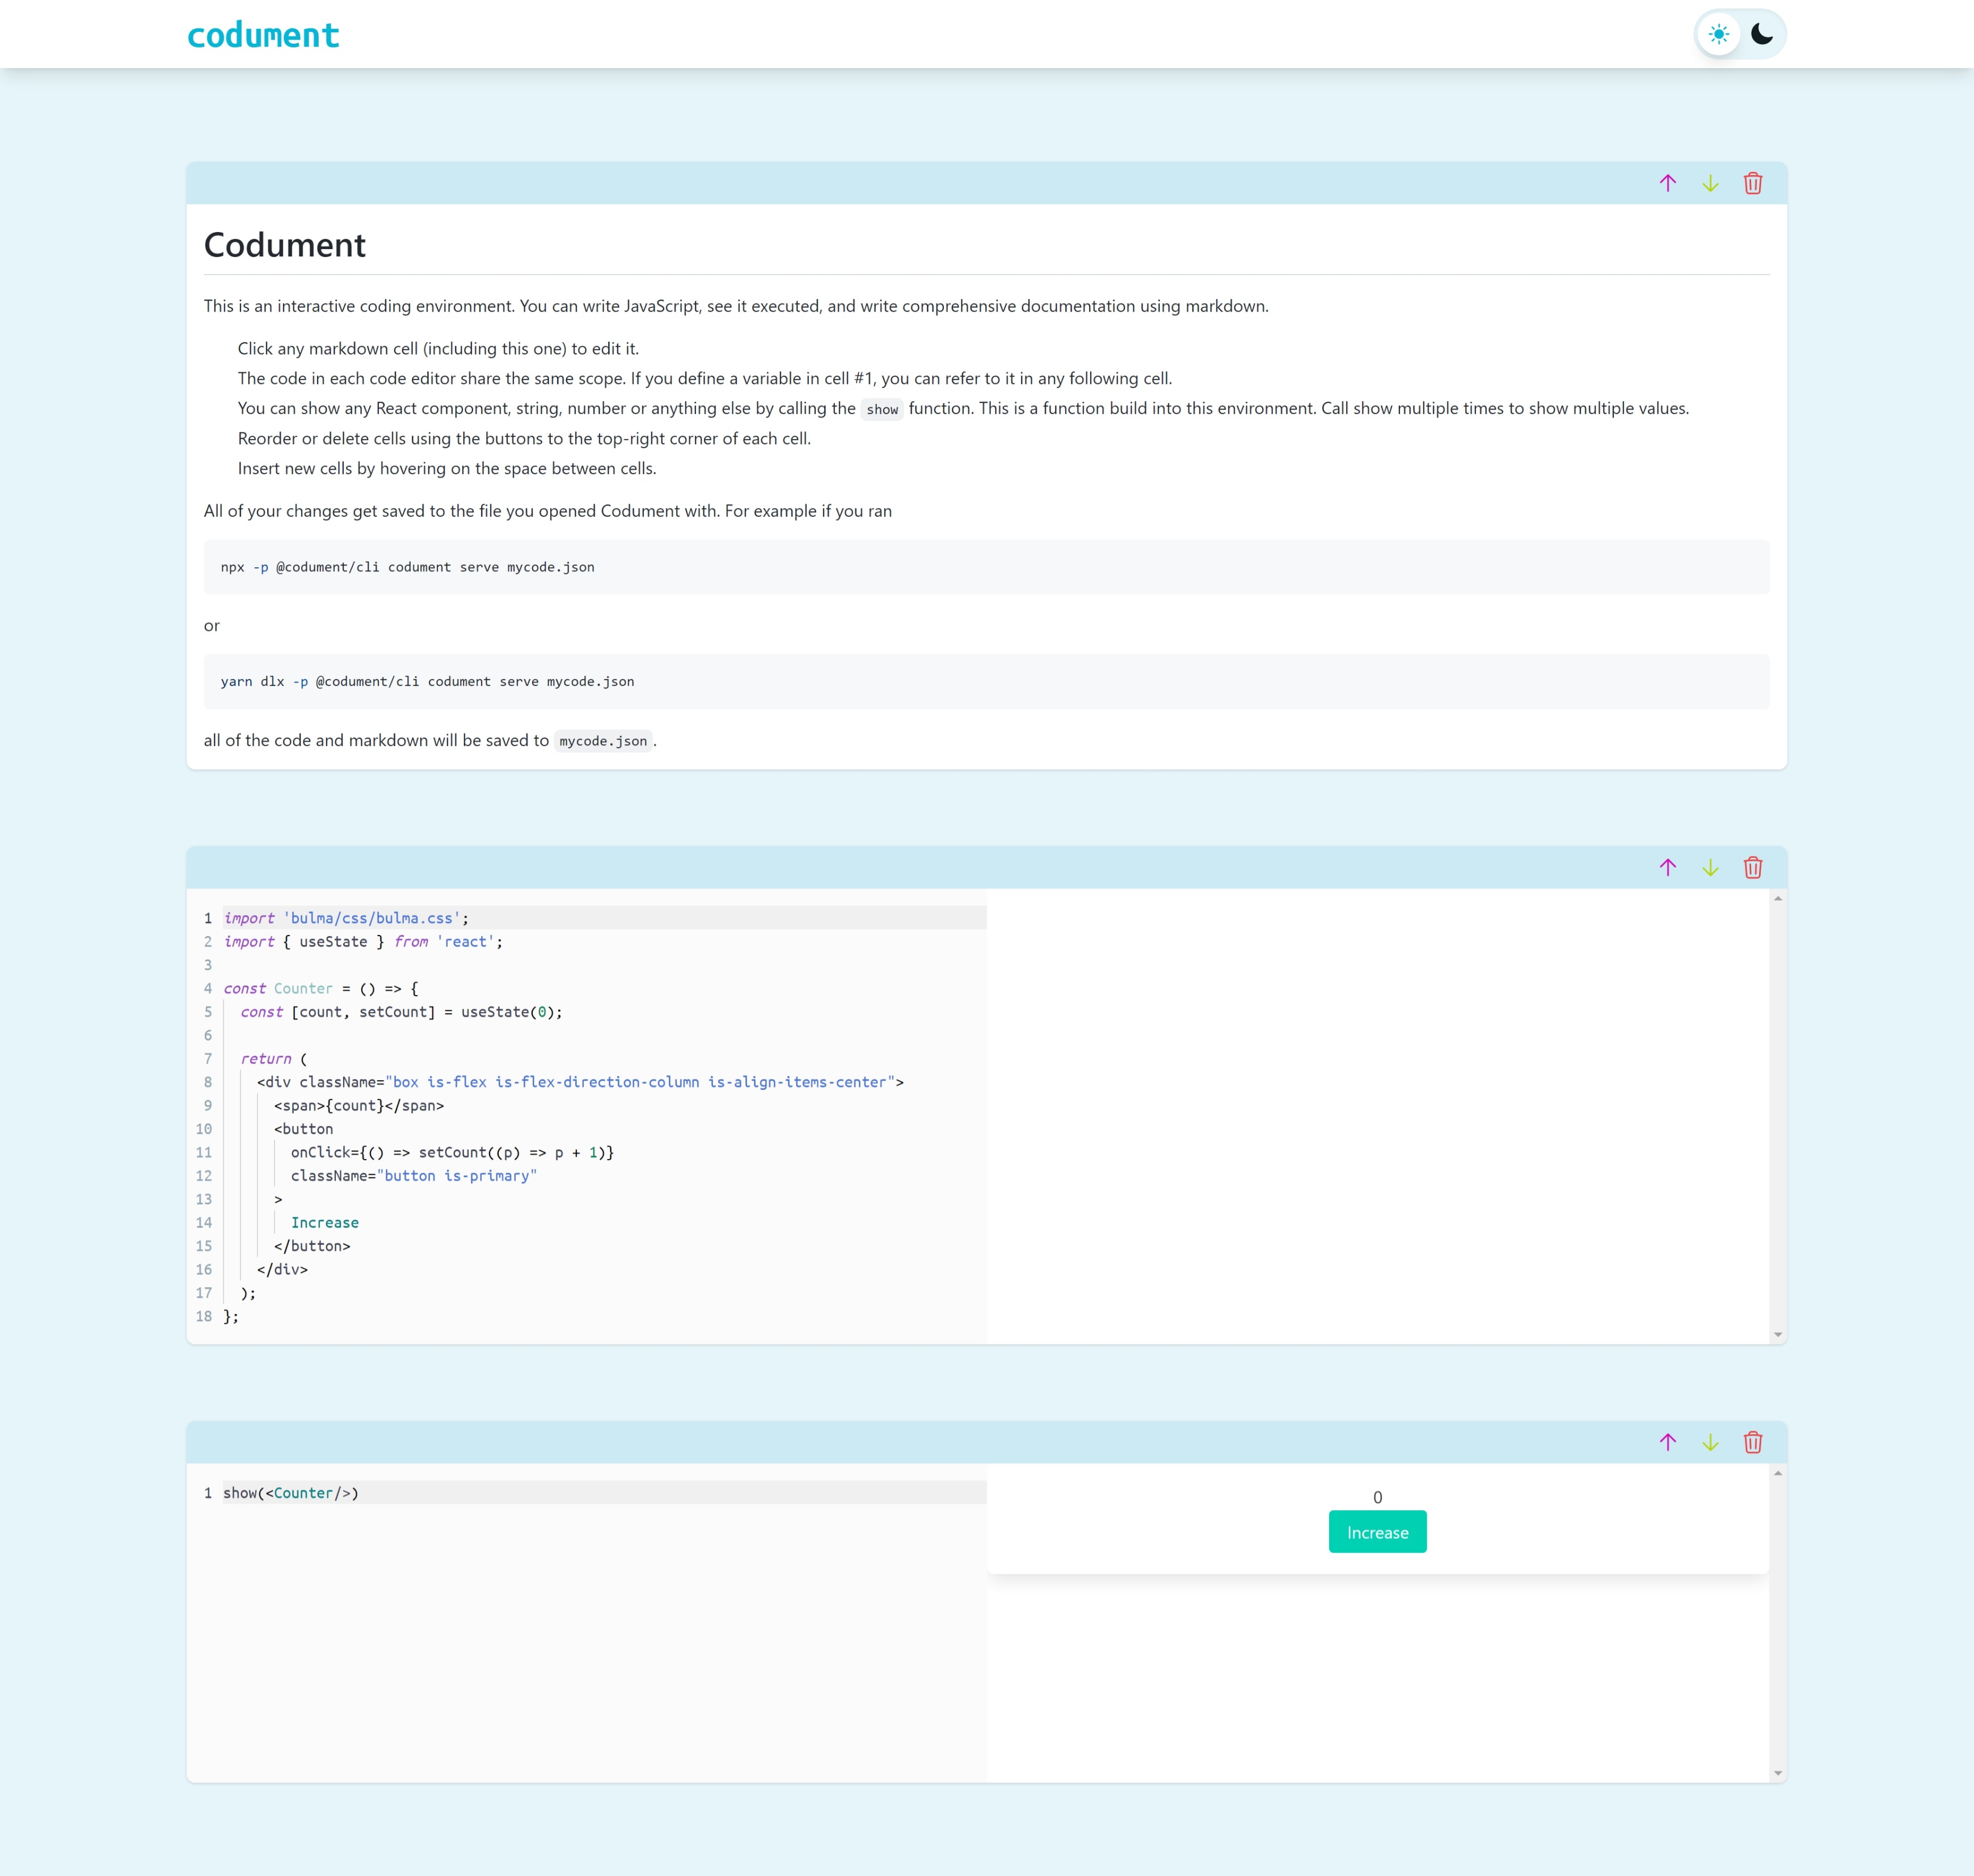 codument
Codument
This is an interactive coding environment. You can write JavaScript, see it executed, and write comprehensive documentation using markdown.
Click any markdown cell (including this one) to edit it.
The code in each code editor share the same scope. If you define a variable in cell #1, you can refer to it in any following cell.
You can show any React component, string, number or anything else by calling the show function. This is a function build into this environment. Call show multiple times to show multiple values.
Reorder or delete cells using the buttons to the top-right corner of each cell.
Insert new cells by hovering on the space between cells.
All of your changes get saved to the file you opened Codument with. For example if you ran
npx -p @codument/cli codument serve mycode.json
or
yarn dlx -p @codument/cli codument serve mycode.json
all of the code and markdown will be saved to mycode.json.
1 import 'bulma/css/bulma.css';
2 import { useState } from 'react';
3
4 const Counter = () => {
5   const [count, setCount] = useState(0);
6
7   return (
8     <div className="box is-flex is-flex-direction-column is-align-items-center">
9       <span>{count}</span>
10       <button
11         onClick={() => setCount((p) => p + 1)}
12         className="button is-primary"
13       >
14         Increase
15       </button>
16     </div>
17   );
18 };
1 show(<Counter/>)
0
Increase